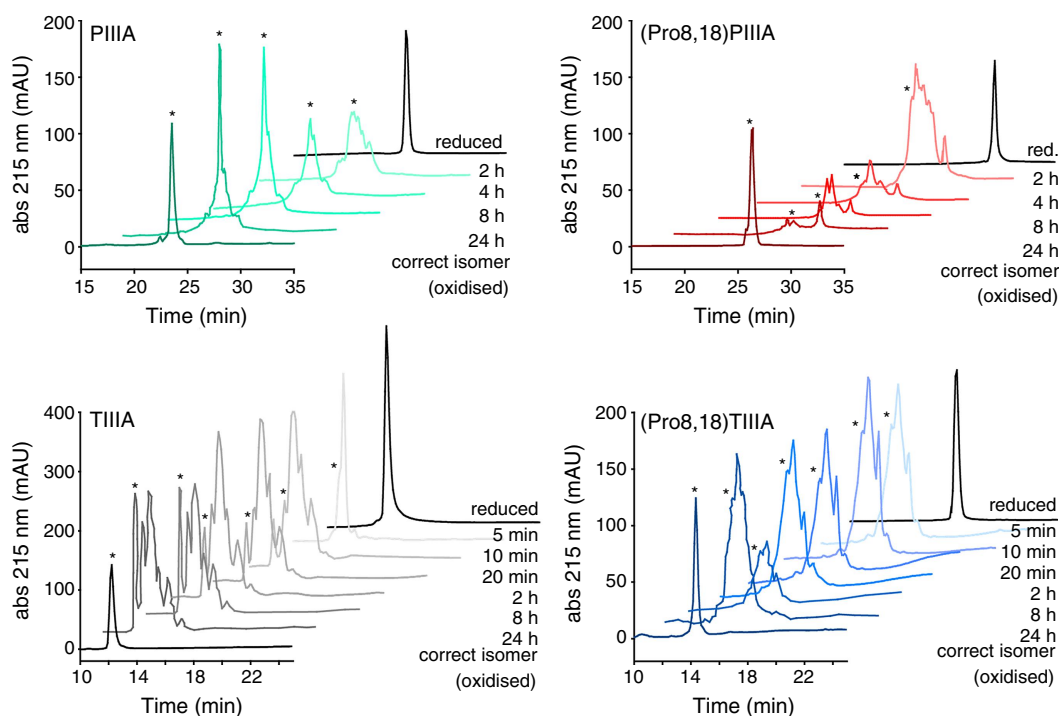 PIIIA
abs 215 nm (mAU)
200
150
100
50
0
*
*
*
*
*
reduced
2 h
4 h
8 h
24 h
correct isomer
(oxidised)
15 20 25 30 35
Time (min)
(Pro8,18)PIIIA
abs 215 nm (mAU)
200
150
100
50
0
*
*
*
*
*
red.
2 h
4 h
8 h
24 h
correct isomer
(oxidised)
15 20 25 30 35
Time (min)
TIIIA
abs 215 nm (mAU)
400
300
200
100
0
*
*
*
*
*
*
*
reduced
5 min
10 min
20 min
2 h
8 h
24 h
correct isomer
(oxidised)
10 14 18 22
Time (min)
(Pro8,18)TIIIA
abs 215 nm (mAU)
200
150
100
50
0
*
*
*
*
*
*
*
reduced
5 min
10 min
20 min
2 h
8 h
24 h
correct isomer
(oxidised)
10 14 18 22
Time (min)